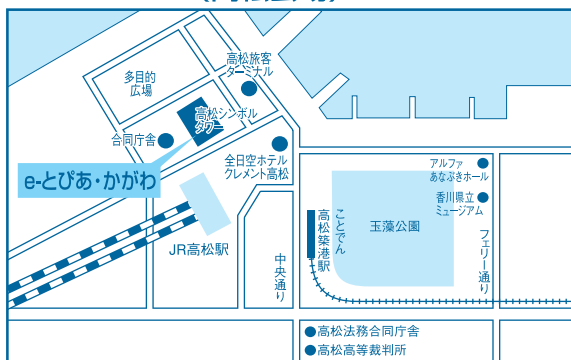 高松旅客
ターミナル
多目的
広場
高松シンボル
タワー
合同庁舎
e-とぴあ・かがわ
全日空ホテル
クレメント高松
アルファ
あなぶきホール
香川県立
ミュージアム
玉藻公園
JR高松駅
中央通り
ことでん
高松築港駅
フェリー通り
高松法務合同庁舎
高松高等裁判所